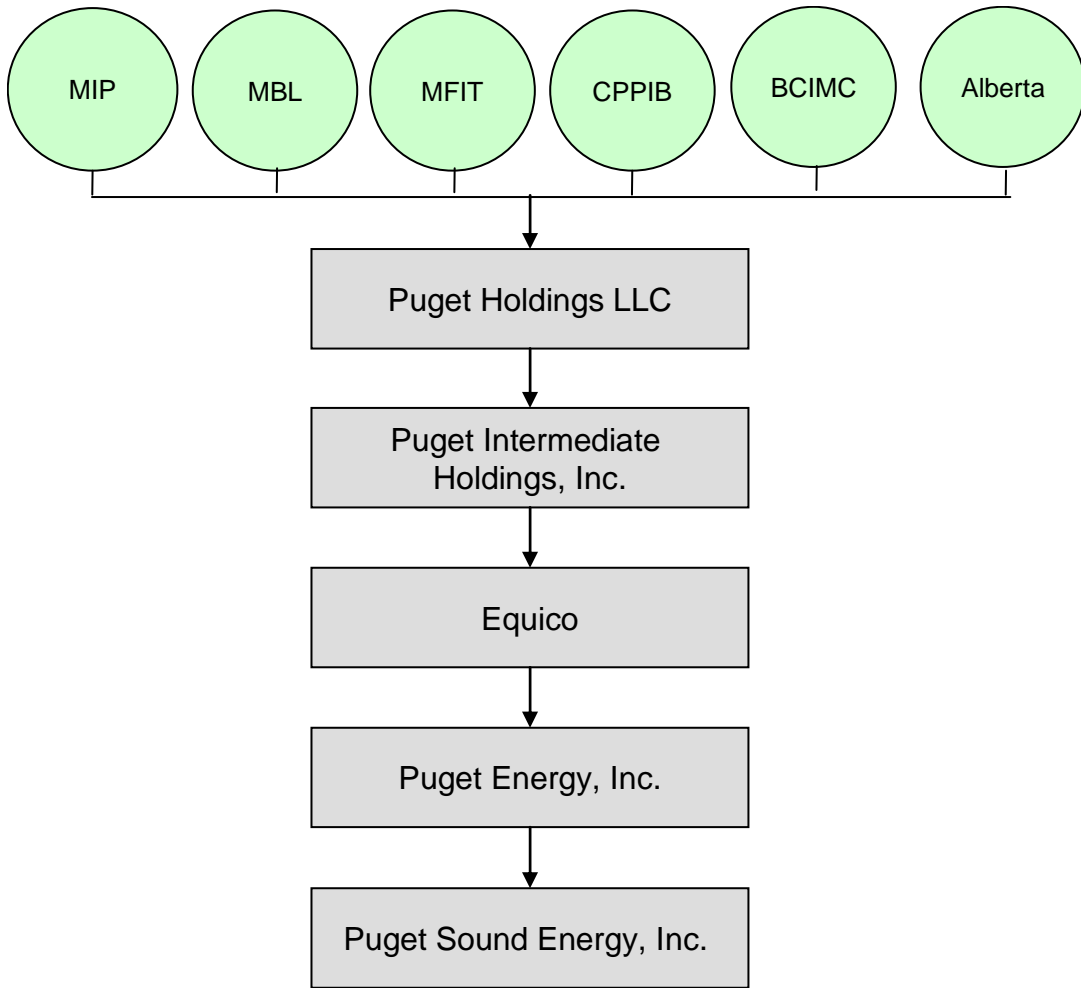 MIP
MBL
MFIT
CPPIB
BCIMC
Alberta
Puget Holdings LLC
Puget Intermediate
Holdings, Inc.
Equico
Puget Energy, Inc.
Puget Sound Energy, Inc.